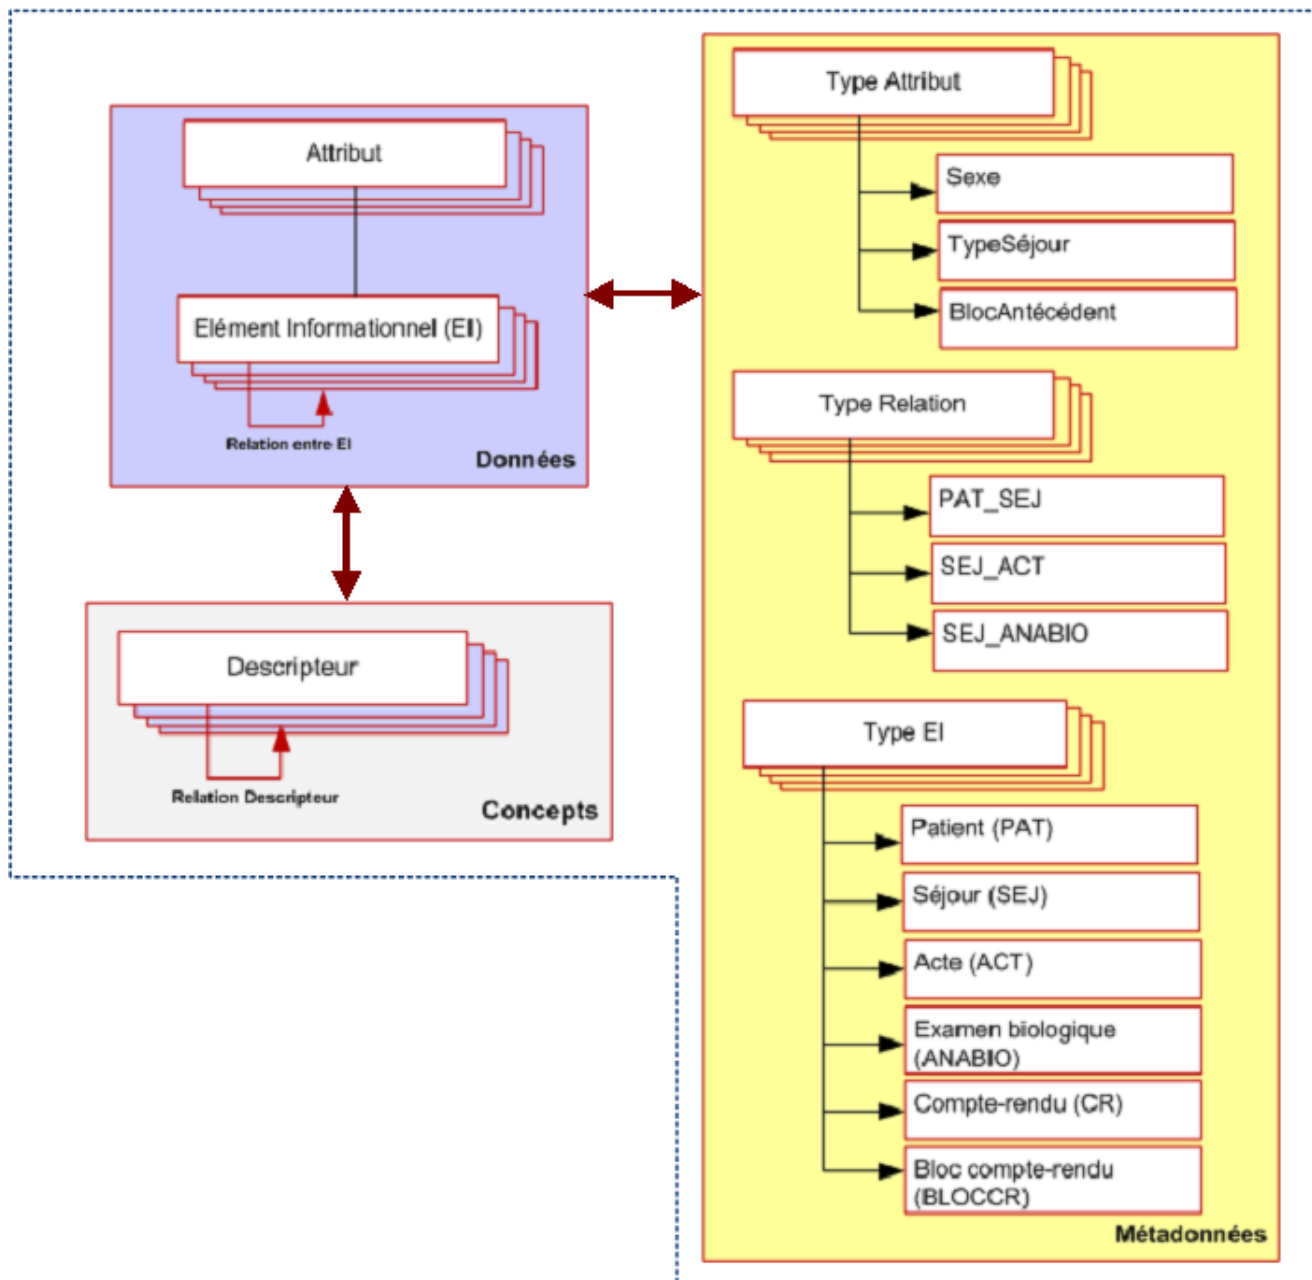 Attribut
Elément Informationnel (EI)
Relation entre EI
Données
Descripteur
Relation Descripteur
Concepts
Type Attribut
Sexe
TypeSéjour
BlocAntécédent
Type Relation
PAT_SEJ
SEJ_ACT
SEJ_ANABIO
Type EI
Patient (PAT)
Séjour (SEJ)
Acte (ACT)
Examen biologique
(ANABIO)
Compte-rendu (CR)
Bloc compte-rendu
(BLOCCR)
Métadonnées